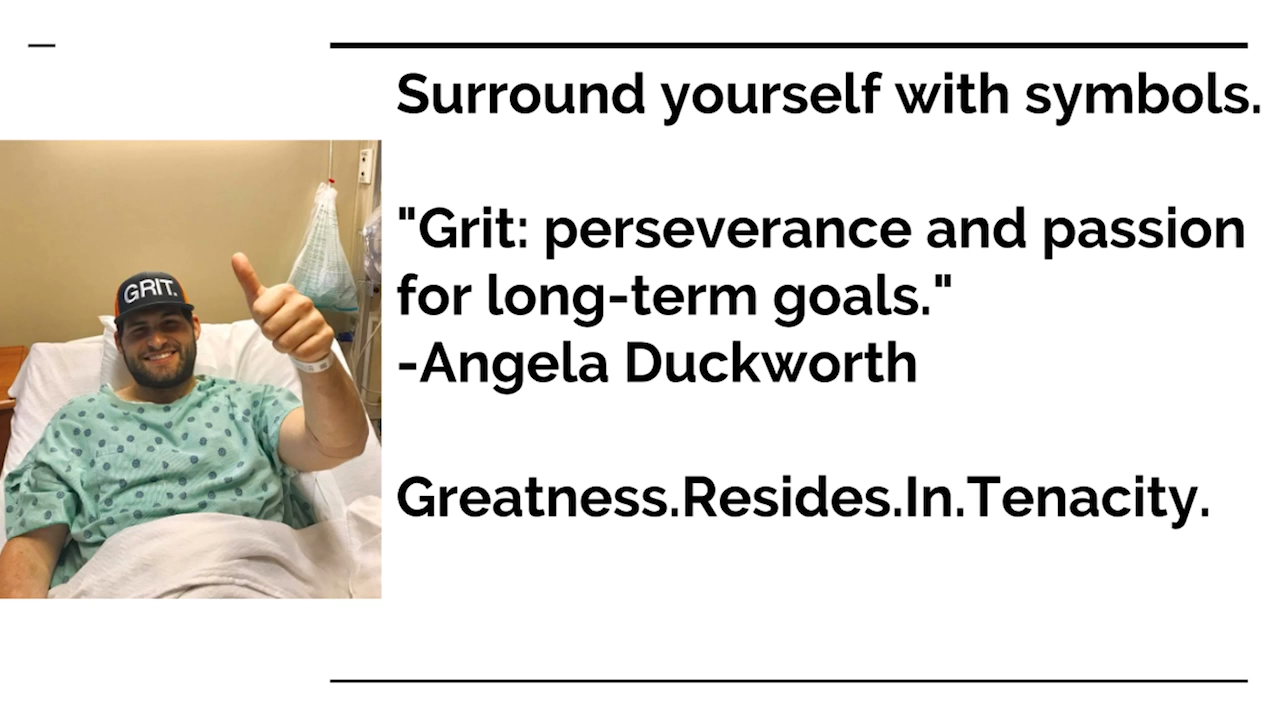 Surround yourself with symbols.
"Grit: perseverance and passion
for long-term goals."
-Angela Duckworth
Greatness.Resides.In.Tenacity.
GRIT.